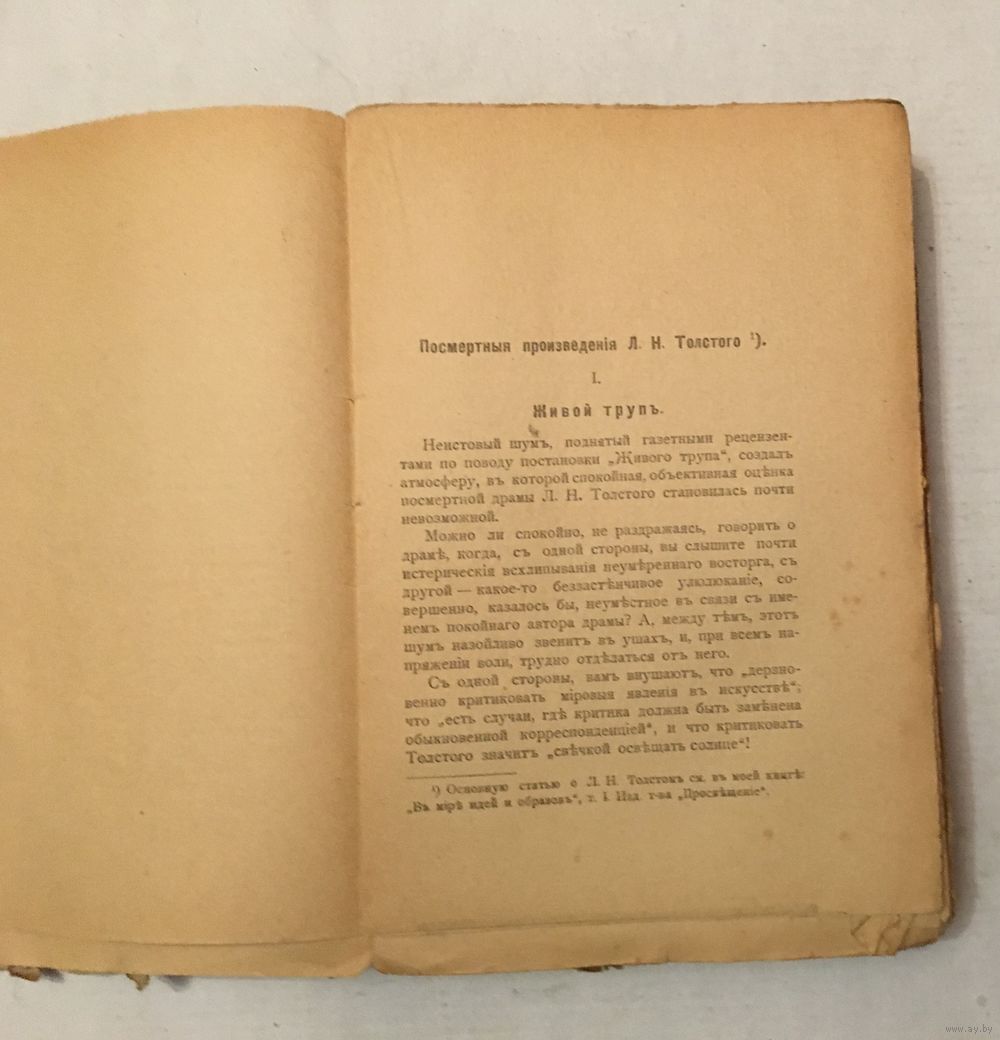 Посмертныя произведенія Л. Н. Толстого ¹).
I.
Живой трупъ.
Неистовый шумъ, поднятый газетными рецензен-
тами по поводу постановки „Живого трупа“, создалъ
атмосферу, въ которой спокойная, объективная оцѣнка
посмертной драмы Л. Н. Толстого становилась почти
невозможной.
Можно ли спокойно, не раздражаясь, говорить о
драмѣ, когда, съ одной стороны, вы слышите почти
истерическія всхлипыванія неумѣреннаго восторга, съ
другой — какое-то беззастѣнчивое улюлюканіе, со-
вершенно, казалось бы, неумѣстное въ связи съ име-
немъ покойнаго автора драмы? А, между тѣмъ, этотъ
шумъ назойливо звенитъ въ ушахъ, и, при всемъ на-
пряженіи воли, трудно отдѣлаться отъ него.
Съ одной стороны, вамъ внушаютъ, что „дерзно-
венно критиковать міровыя явленія въ искусствѣ“,
что „есть случаи, гдѣ критика должна быть замѣнена
обыкновенной корреспонденціей“, и что критиковать
Толстого значитъ „свѣчкой освѣщать солнце“!
¹) Основную статью о Л. Н. Толстомъ см. въ моей книгѣ:
„Въ мірѣ идей и образовъ“, т. I. Изд. т-ва „Просвѣщеніе“.
www.ay.by